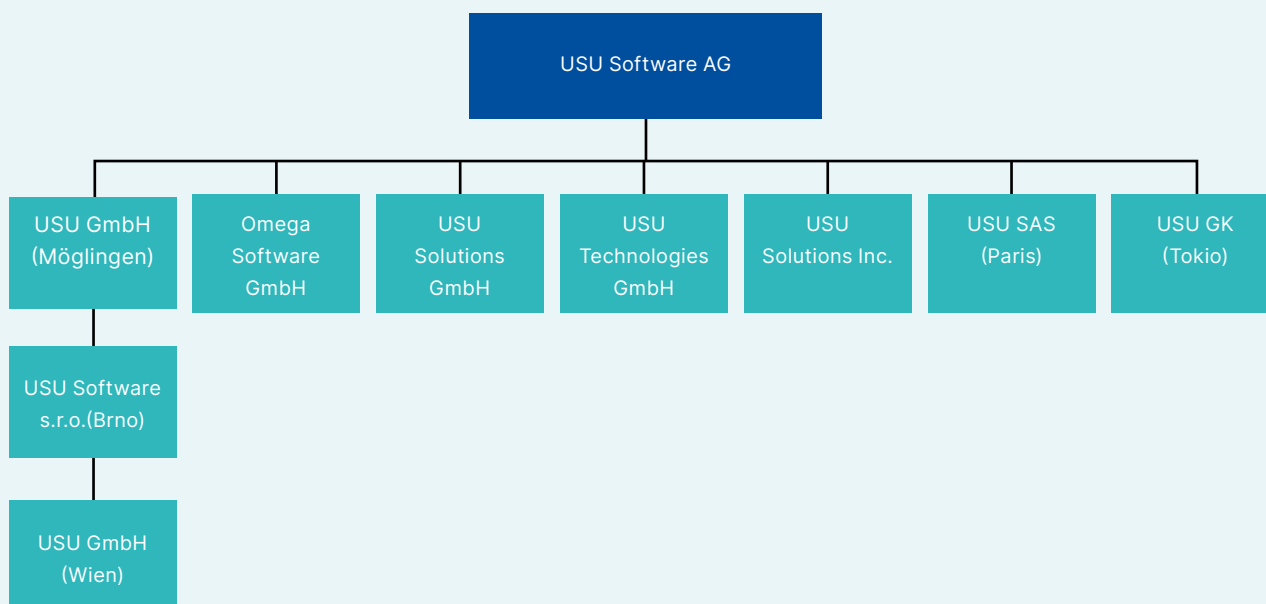 USU Software AG
USU GmbH
(Möglingen)
Omega
Software
GmbH
USU
Solutions
GmbH
USU
Technologies
GmbH
USU
Solutions Inc.
USU SAS
(Paris)
USU GK
(Tokio)
USU Software
s.r.o.(Brno)
USU GmbH
(Wien)